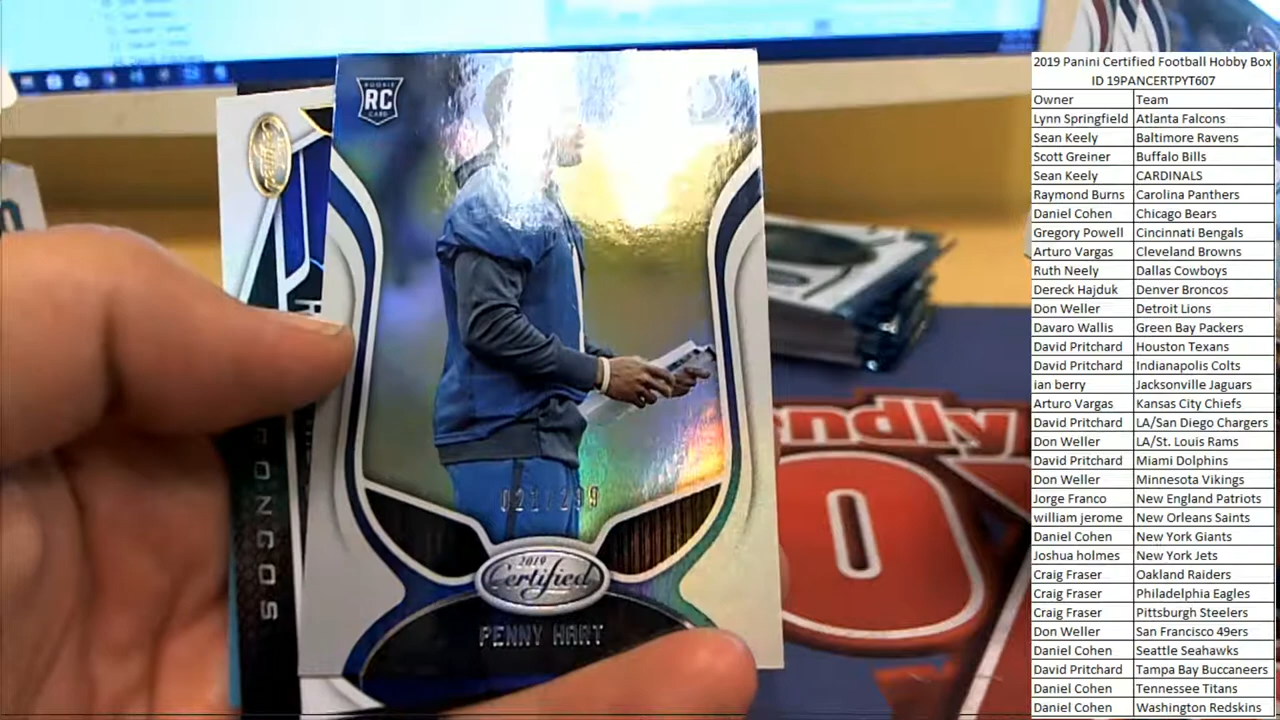 ROOKIE
RC
CARD
021/299
2019
Certified
PENNY HART
RONCOS
ndly
2019 Panini Certified Football Hobby Box
ID 19PANCERTPYT607
Owner Team
Lynn Springfield Atlanta Falcons
Sean Keely Baltimore Ravens
Scott Greiner Buffalo Bills
Sean Keely CARDINALS
Raymond Burns Carolina Panthers
Daniel Cohen Chicago Bears
Gregory Powell Cincinnati Bengals
Arturo Vargas Cleveland Browns
Ruth Neely Dallas Cowboys
Dereck Hajduk Denver Broncos
Don Weller Detroit Lions
Davaro Wallis Green Bay Packers
David Pritchard Houston Texans
David Pritchard Indianapolis Colts
ian berry Jacksonville Jaguars
Arturo Vargas Kansas City Chiefs
David Pritchard LA/San Diego Chargers
Don Weller LA/St. Louis Rams
David Pritchard Miami Dolphins
Don Weller Minnesota Vikings
Jorge Franco New England Patriots
william jerome New Orleans Saints
Daniel Cohen New York Giants
Joshua holmes New York Jets
Craig Fraser Oakland Raiders
Craig Fraser Philadelphia Eagles
Craig Fraser Pittsburgh Steelers
Don Weller San Francisco 49ers
Daniel Cohen Seattle Seahawks
David Pritchard Tampa Bay Buccaneers
Daniel Cohen Tennessee Titans
Daniel Cohen Washington Redskins